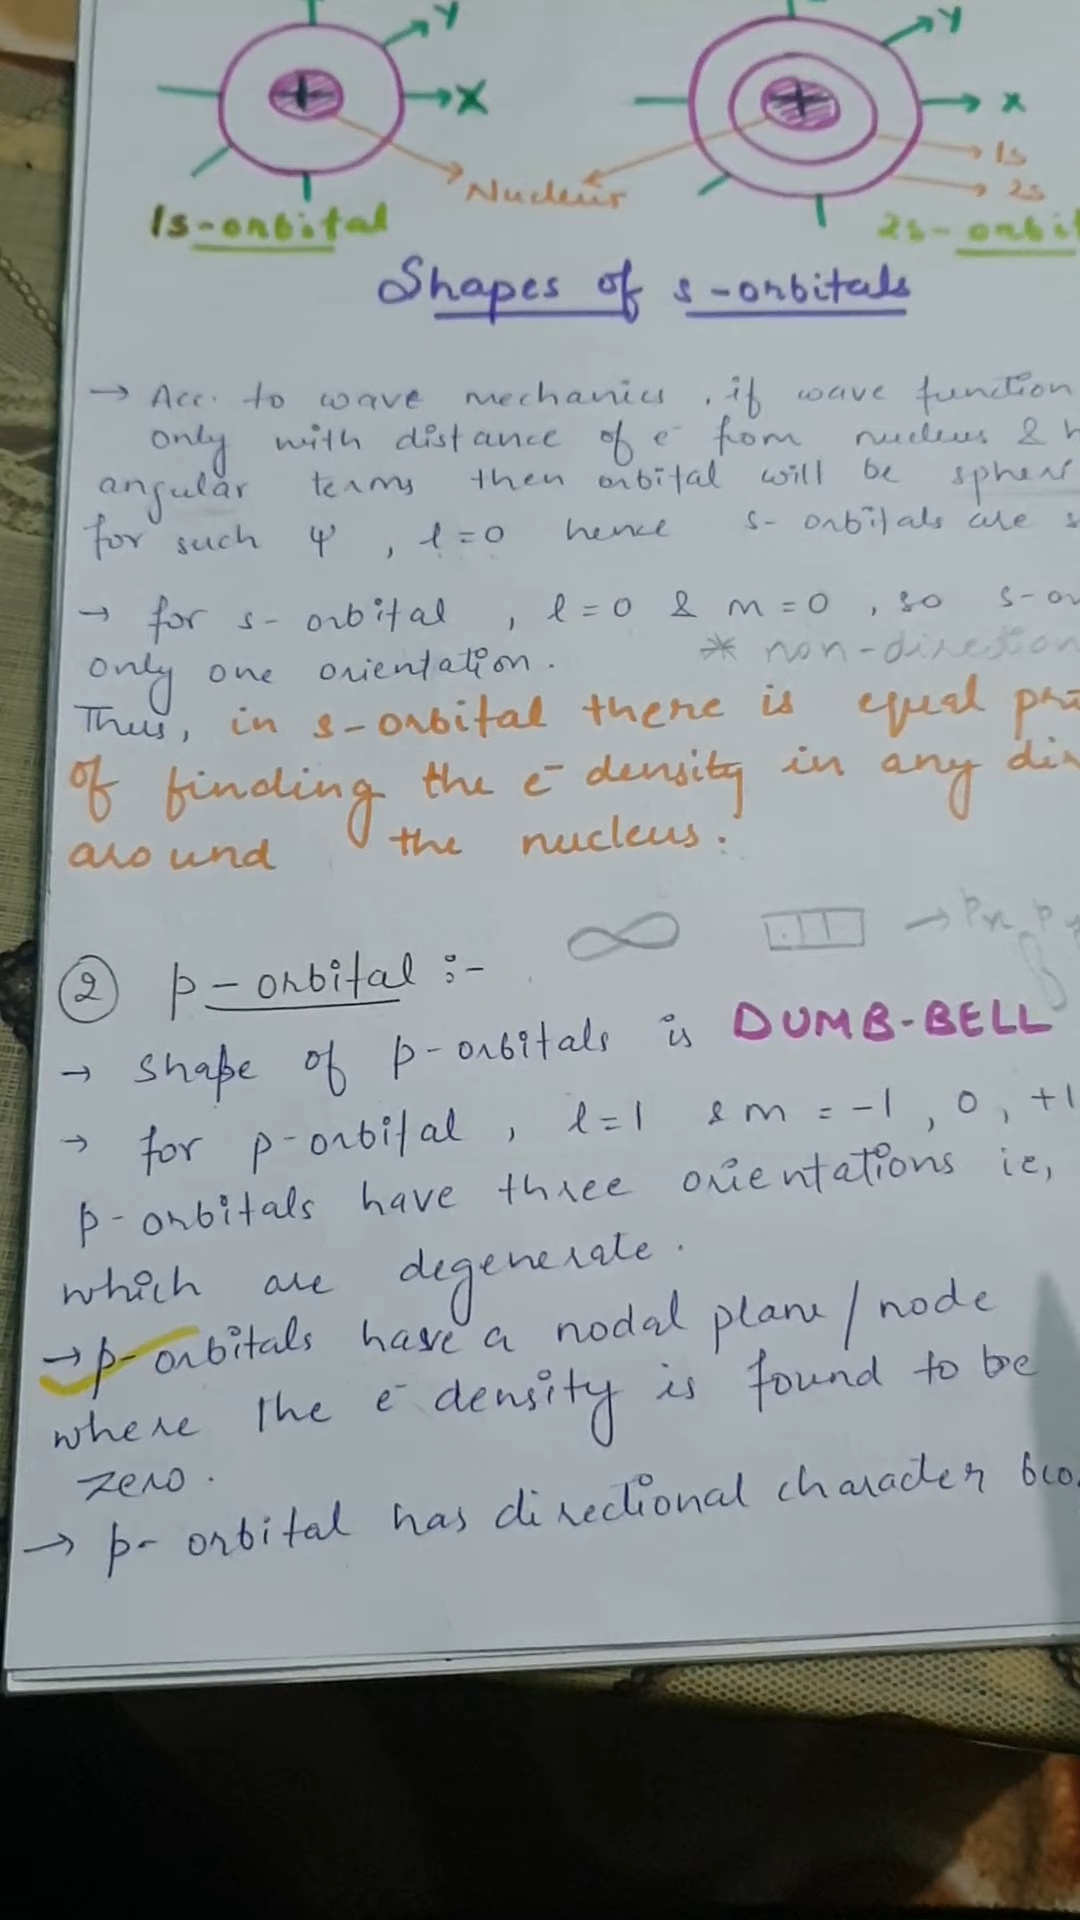 Y Y
X x
1s
Nucleus 2s
1s-orbital 2s-orbit
Shapes of s-orbitals
→ Acc. to wave mechanics, if wave function
only with distance of e⁻ from nucleus & h
angular terms then orbital will be spheri
for such ψ, l=0 hence s-orbitals are s
→ for s-orbital, l=0 & m=0, so s-or
only one orientation. * non-direction
Thus, in s-orbital there is equal pro
of finding the e⁻ density in any dir
around the nucleus.
→ Px Py
② p-orbital :-
→ shape of p-orbitals is DUMB-BELL
→ for p-orbital, l=1 & m = -1, 0, +1
p-orbitals have three orientations ie,
which are degenerate.
→ p-orbitals have a nodal plane/node
where the e⁻ density is found to be
zero.
→ p-orbital has directional character bco